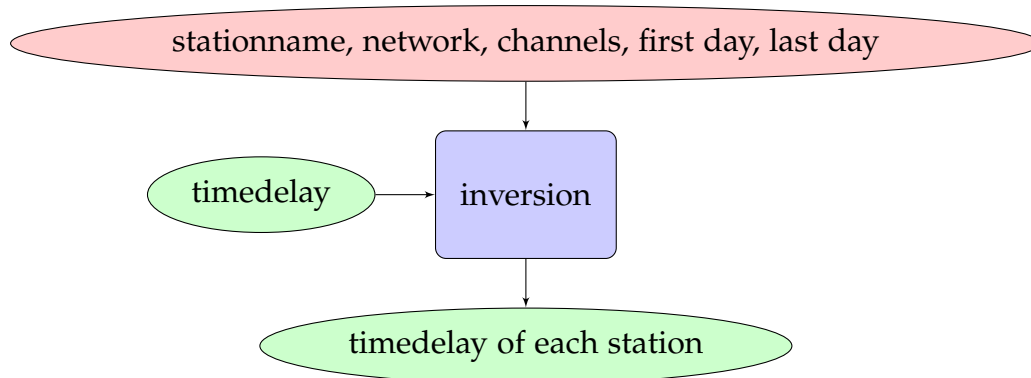 stationname, network, channels, first day, last day
timedelay
inversion
timedelay of each station